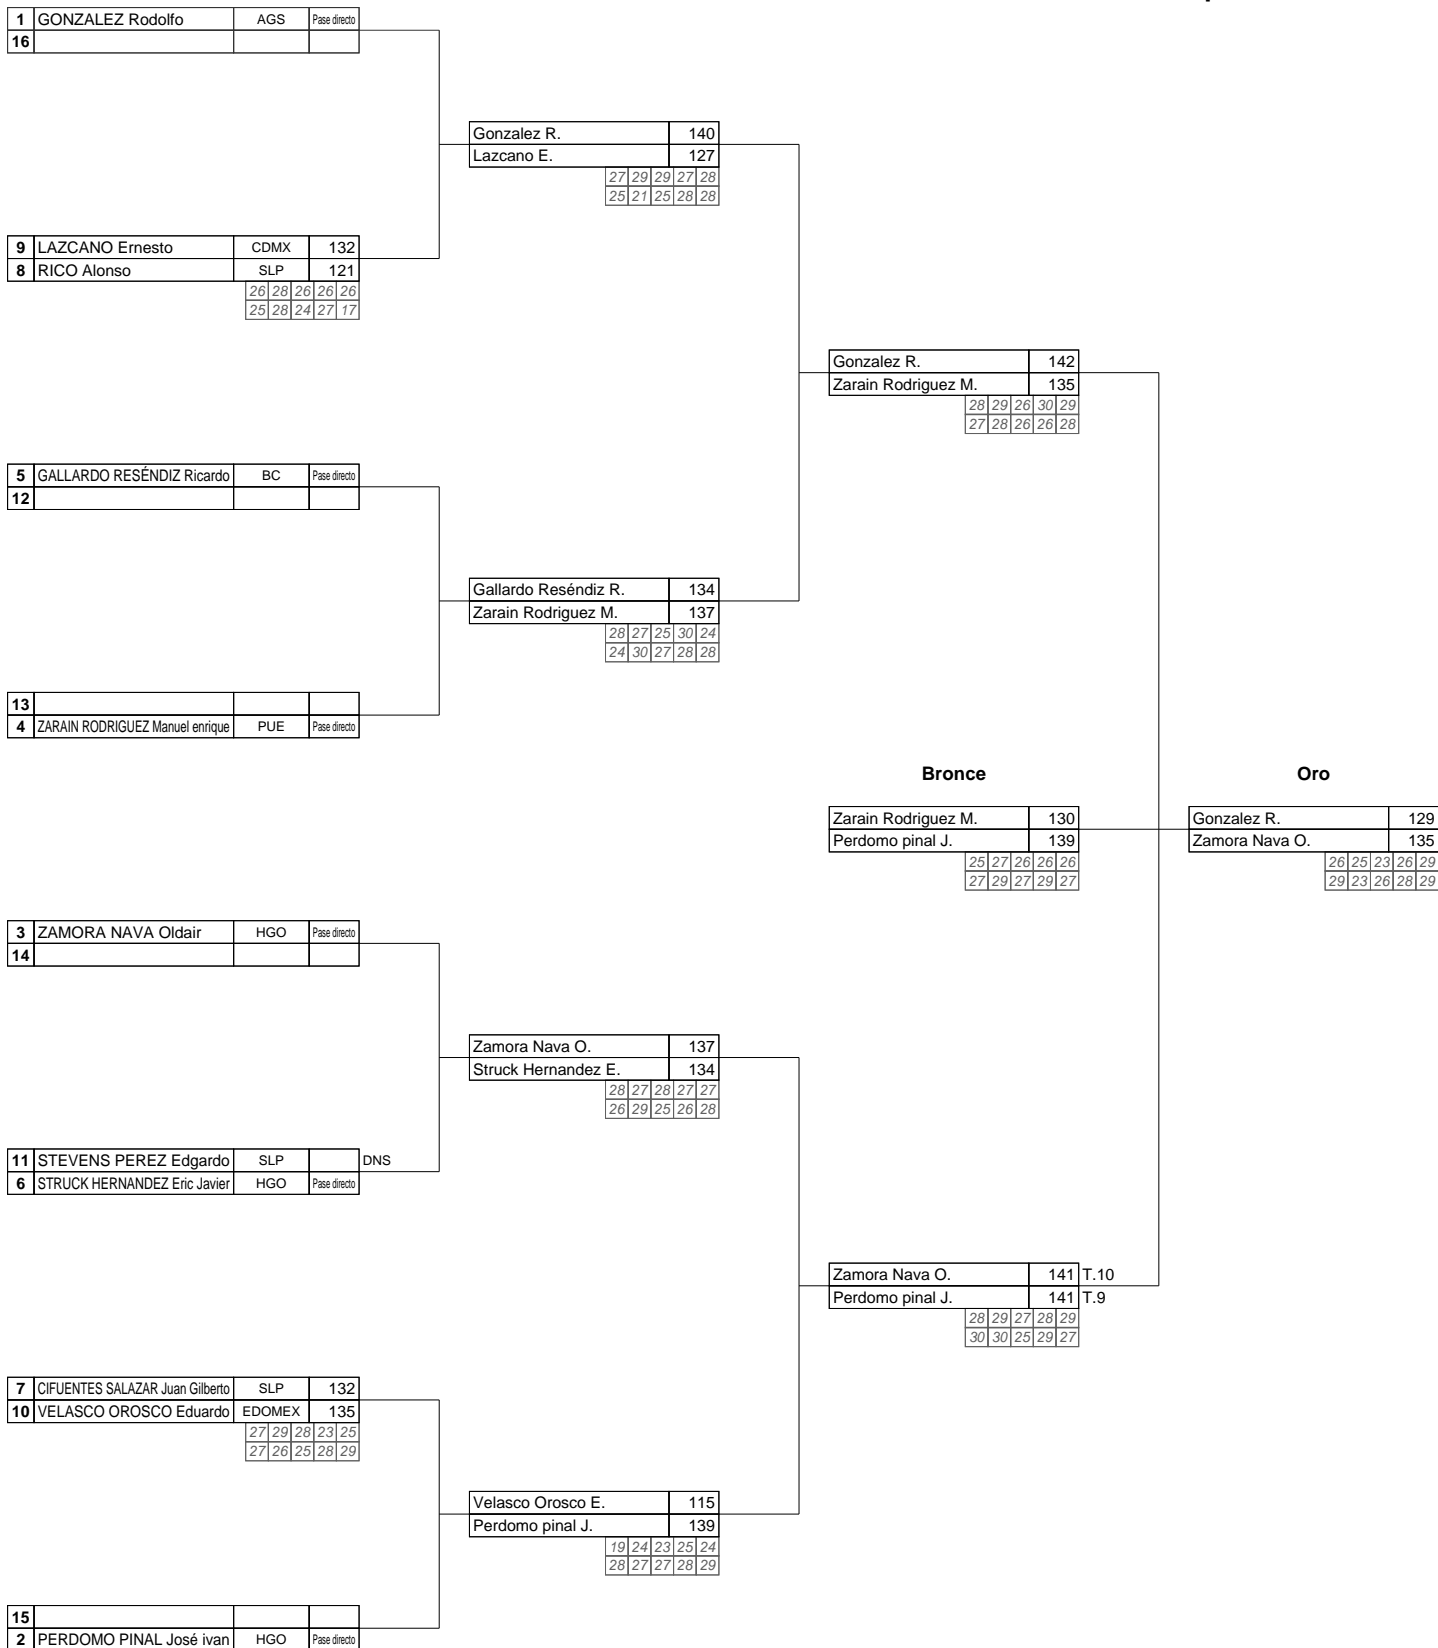 1 GONZALEZ Rodolfo AGS Pase directo
16
Gonzalez R. 140
Lazcano E. 127
27 29 29 27 28
25 21 25 28 28
9 LAZCANO Ernesto CDMX 132
8 RICO Alonso SLP 121
26 28 26 26 26
25 28 24 27 17
Gonzalez R. 142
Zarain Rodriguez M. 135
28 29 26 30 29
27 28 26 26 28
5 GALLARDO RESÉNDIZ Ricardo BC Pase directo
12
Gallardo Reséndiz R. 134
Zarain Rodriguez M. 137
28 27 25 30 24
24 30 27 28 28
13
4 ZARAIN RODRIGUEZ Manuel enrique PUE Pase directo
Bronce Oro
Zarain Rodriguez M. 130 Gonzalez R. 129
Perdomo pinal J. 139 Zamora Nava O. 135
25 27 26 26 26 26 25 23 26 29
27 29 27 29 27 29 23 26 28 29
3 ZAMORA NAVA Oldair HGO Pase directo
14
Zamora Nava O. 137
Struck Hernandez E. 134
28 27 28 27 27
26 29 25 26 28
11 STEVENS PEREZ Edgardo SLP DNS
6 STRUCK HERNANDEZ Eric Javier HGO Pase directo
Zamora Nava O. 141 T.10
Perdomo pinal J. 141 T.9
28 29 27 28 29
30 30 25 29 27
7 CIFUENTES SALAZAR Juan Gilberto SLP 132
10 VELASCO OROSCO Eduardo EDOMEX 135
27 29 28 23 25
27 26 25 28 29
Velasco Orosco E. 115
Perdomo pinal J. 139
19 24 23 25 24
28 27 27 28 29
15
2 PERDOMO PINAL José ivan HGO Pase directo